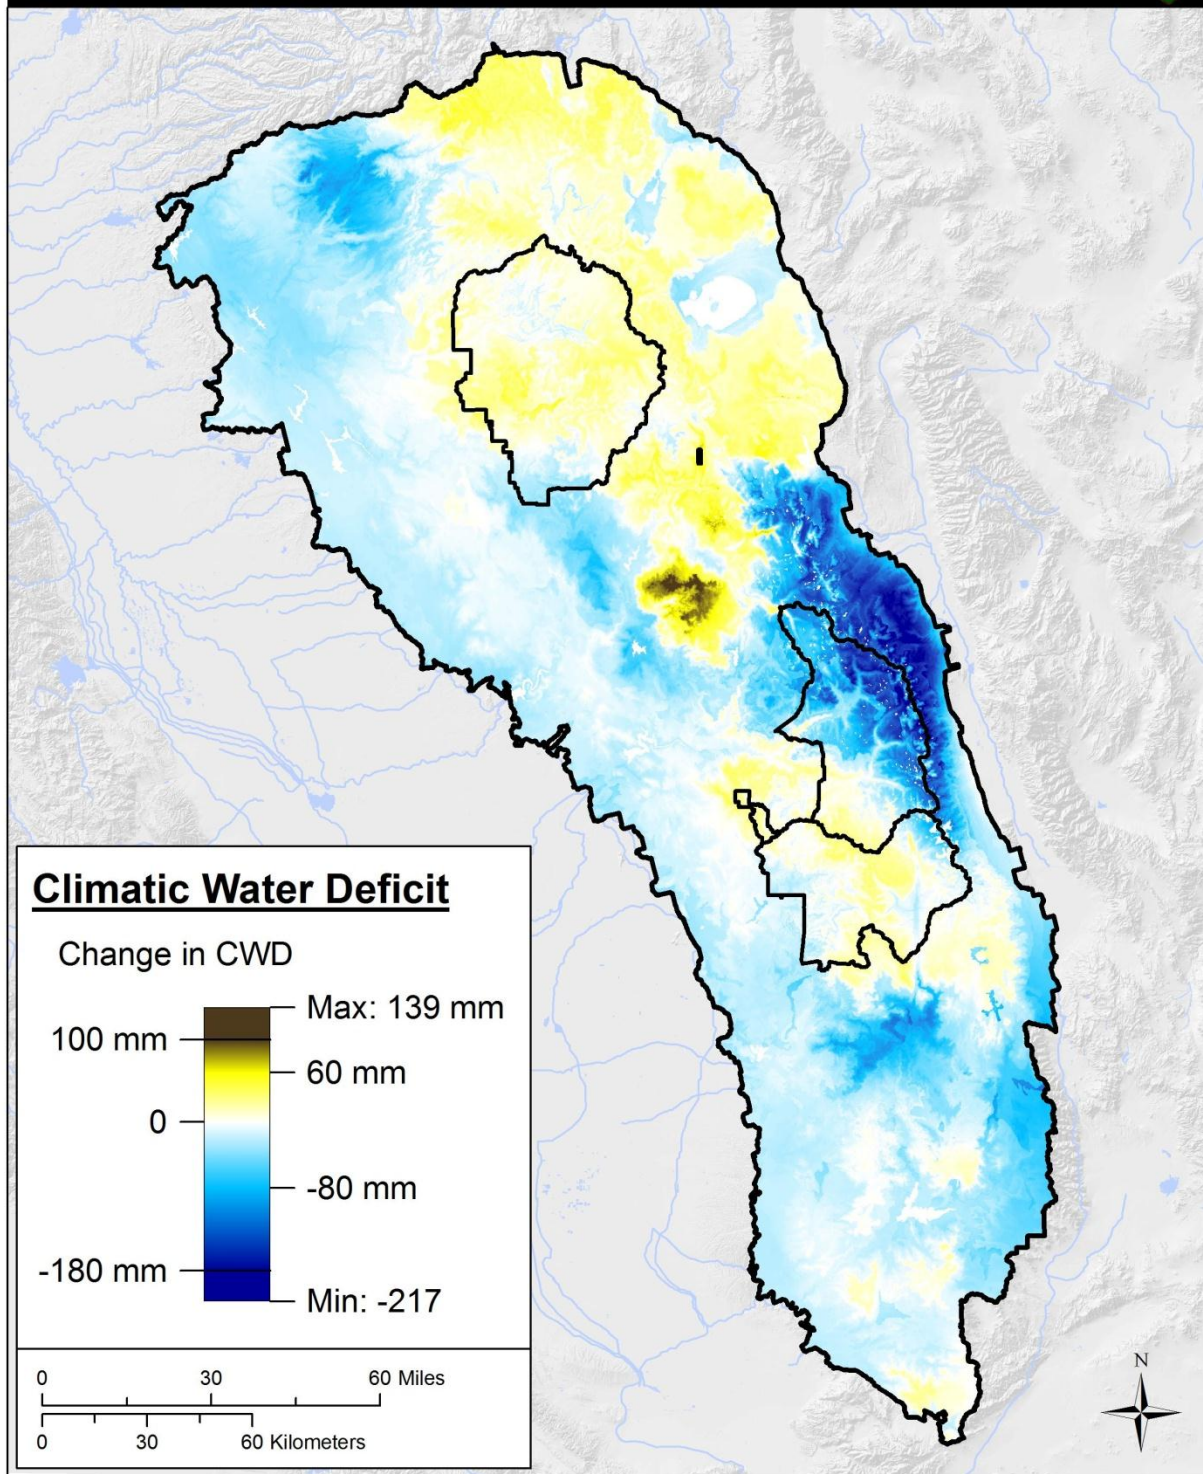 N
Climatic Water Deficit
Change in CWD
Max: 139 mm
100 mm
60 mm
0
-80 mm
-180 mm
Min: -217
0 30 60 Miles
0 30 60 Kilometers